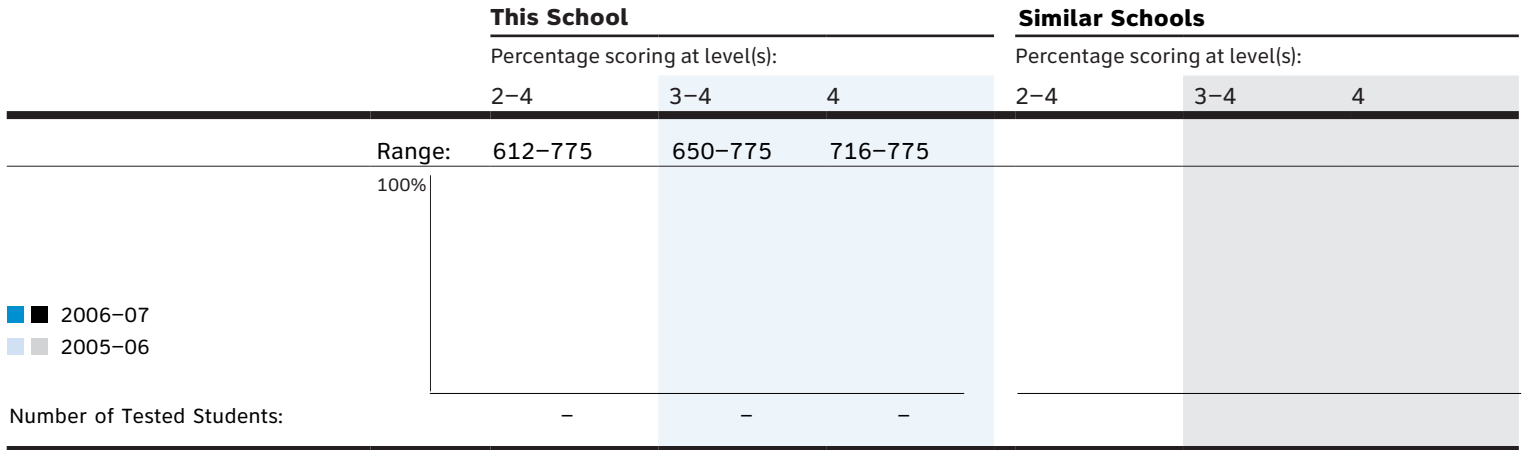 This School Similar Schools
Percentage scoring at level(s): Percentage scoring at level(s):
2–4 3–4 4 2–4 3–4 4
Range: 612–775 650–775 716–775
100%
2006–07
2005–06
Number of Tested Students: – – –